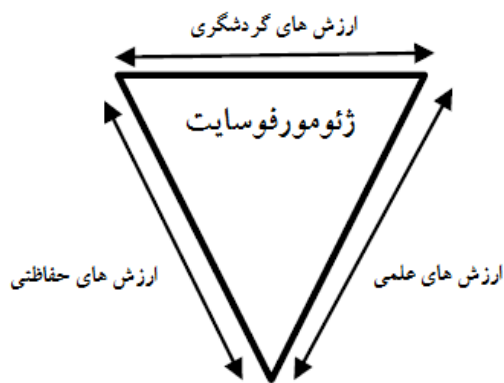 ارزش های گردشگری
ژئومورفوسایت
ارزش های علمی
ارزش های حفاظتی